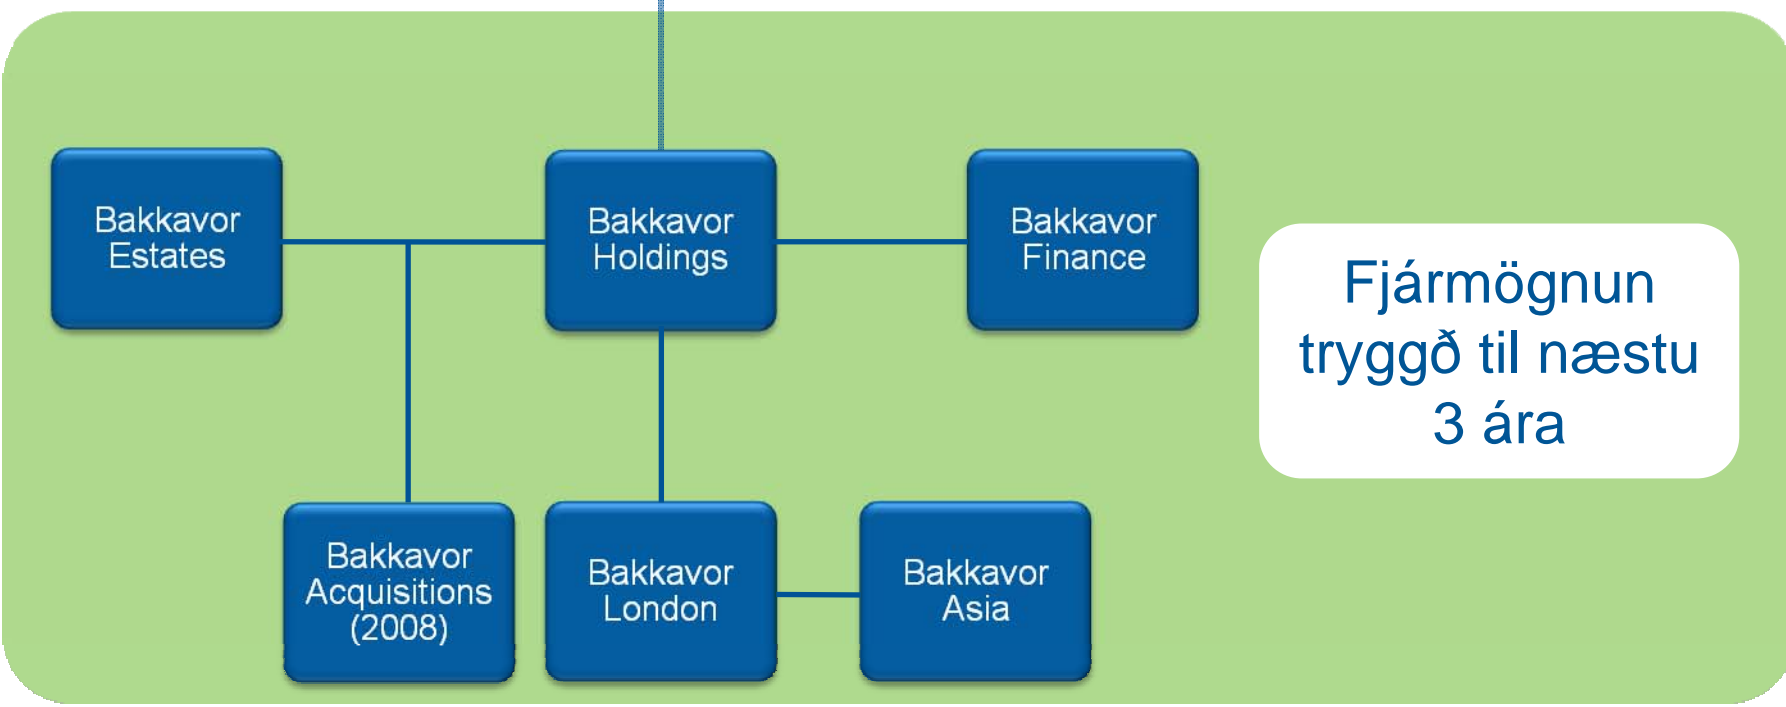 Bakkavor
Estates
Bakkavor
Holdings
Bakkavor
Finance
Fjármögnun
tryggð til næstu
3 ára
Bakkavor
Acquisitions
(2008)
Bakkavor
London
Bakkavor
Asia